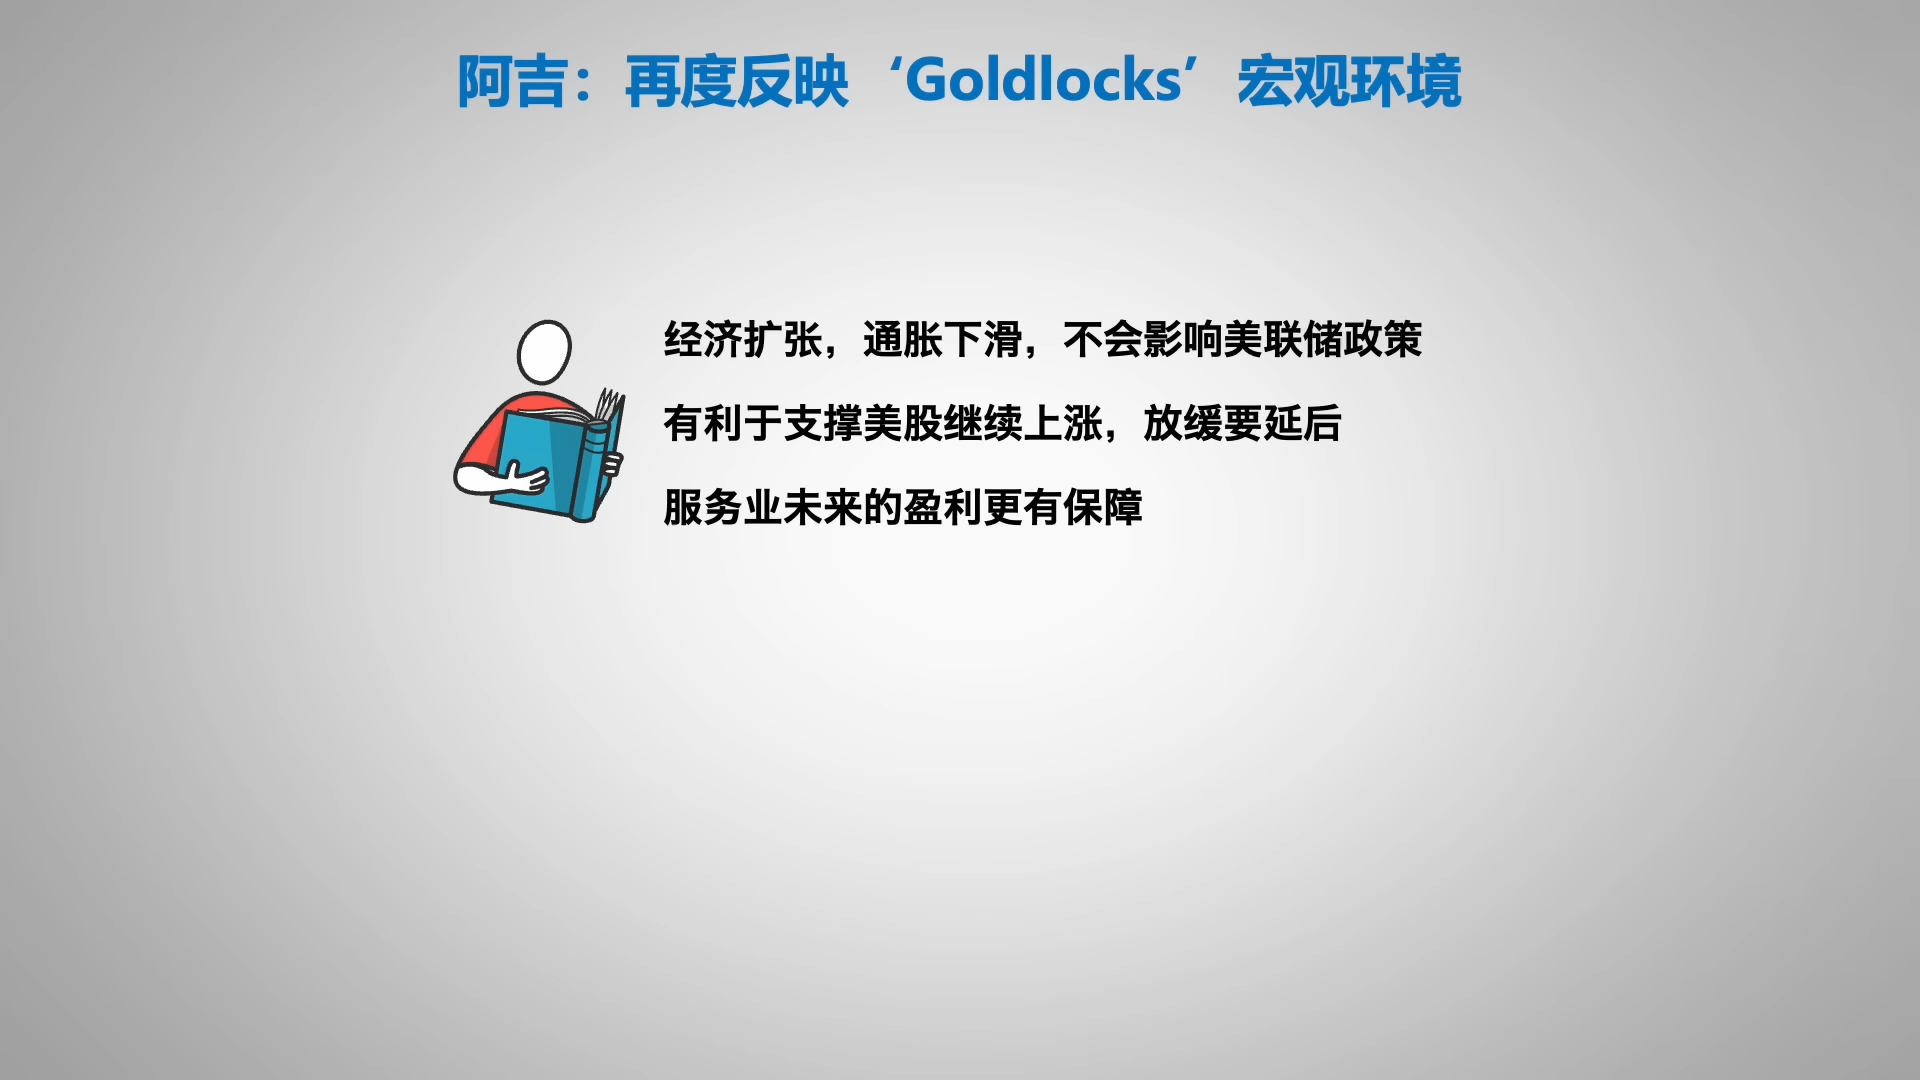 阿吉：再度反映‘Goldlocks’宏观环境
经济扩张，通胀下滑，不会影响美联储政策
有利于支撑美股继续上涨，放缓要延后
服务业未来的盈利更有保障